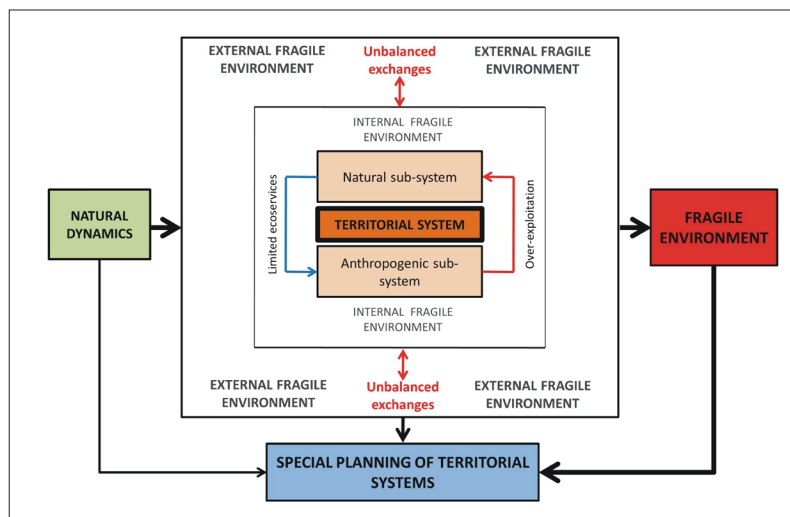 EXTERNAL FRAGILE
ENVIRONMENT
Unbalanced
exchanges
EXTERNAL FRAGILE
ENVIRONMENT
INTERNAL FRAGILE
ENVIRONMENT
Natural sub-system
Limited ecoservices
TERRITORIAL SYSTEM
Over-exploitation
Anthropogenic sub-
system
INTERNAL FRAGILE
ENVIRONMENT
NATURAL
DYNAMICS
FRAGILE
ENVIRONMENT
EXTERNAL FRAGILE
ENVIRONMENT
Unbalanced
exchanges
EXTERNAL FRAGILE
ENVIRONMENT
SPECIAL PLANNING OF TERRITORIAL
SYSTEMS